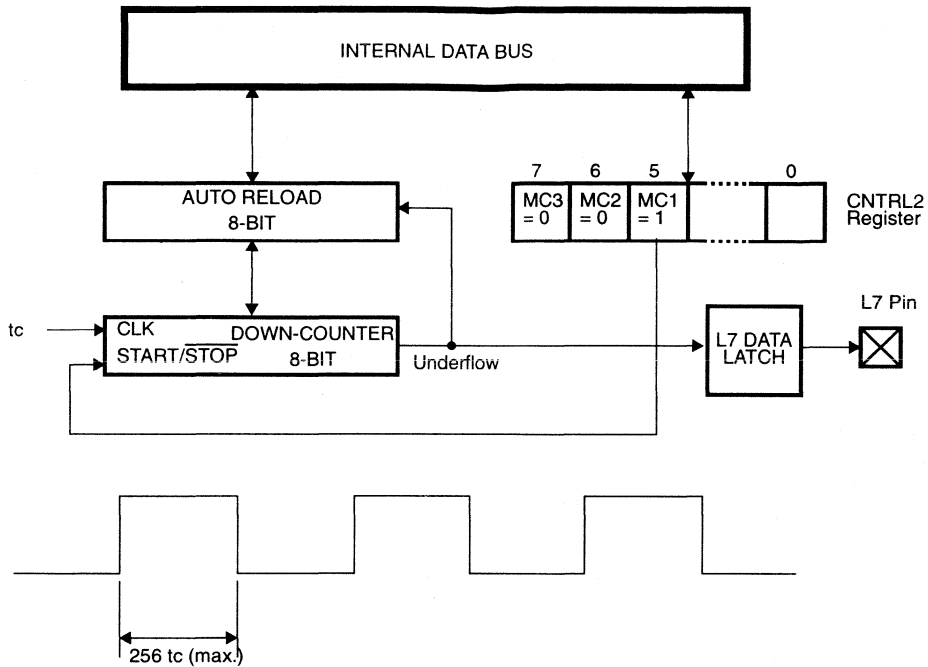 INTERNAL DATA BUS
AUTO RELOAD
8-BIT
7 6 5 0
MC3 MC2 MC1
= 0 = 0 = 1
CNTRL2
Register
tc
CLK DOWN-COUNTER
START/STOP 8-BIT
Underflow
L7 DATA
LATCH
L7 Pin
256 tc (max.)